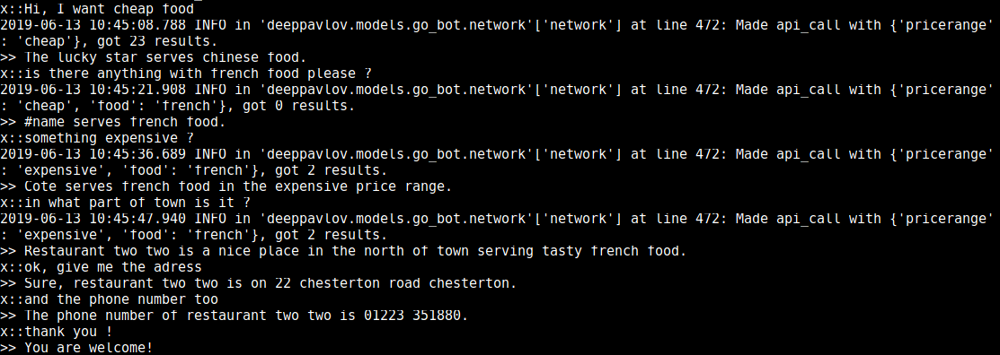 x::Hi, I want cheap food
2019-06-13 10:45:08.788 INFO in 'deeppavlov.models.go_bot.network'['network'] at line 472: Made api_call with {'pricerange'
: 'cheap'}, got 23 results.
>> The lucky star serves chinese food.
x::is there anything with french food please ?
2019-06-13 10:45:21.908 INFO in 'deeppavlov.models.go_bot.network'['network'] at line 472: Made api_call with {'pricerange'
: 'cheap', 'food': 'french'}, got 0 results.
>> #name serves french food.
x::something expensive ?
2019-06-13 10:45:36.689 INFO in 'deeppavlov.models.go_bot.network'['network'] at line 472: Made api_call with {'pricerange'
: 'expensive', 'food': 'french'}, got 2 results.
>> Cote serves french food in the expensive price range.
x::in what part of town is it ?
2019-06-13 10:45:47.940 INFO in 'deeppavlov.models.go_bot.network'['network'] at line 472: Made api_call with {'pricerange'
: 'expensive', 'food': 'french'}, got 2 results.
>> Restaurant two two is a nice place in the north of town serving tasty french food.
x::ok, give me the adress
>> Sure, restaurant two two is on 22 chesterton road chesterton.
x::and the phone number too
>> The phone number of restaurant two two is 01223 351880.
x::thank you !
>> You are welcome!